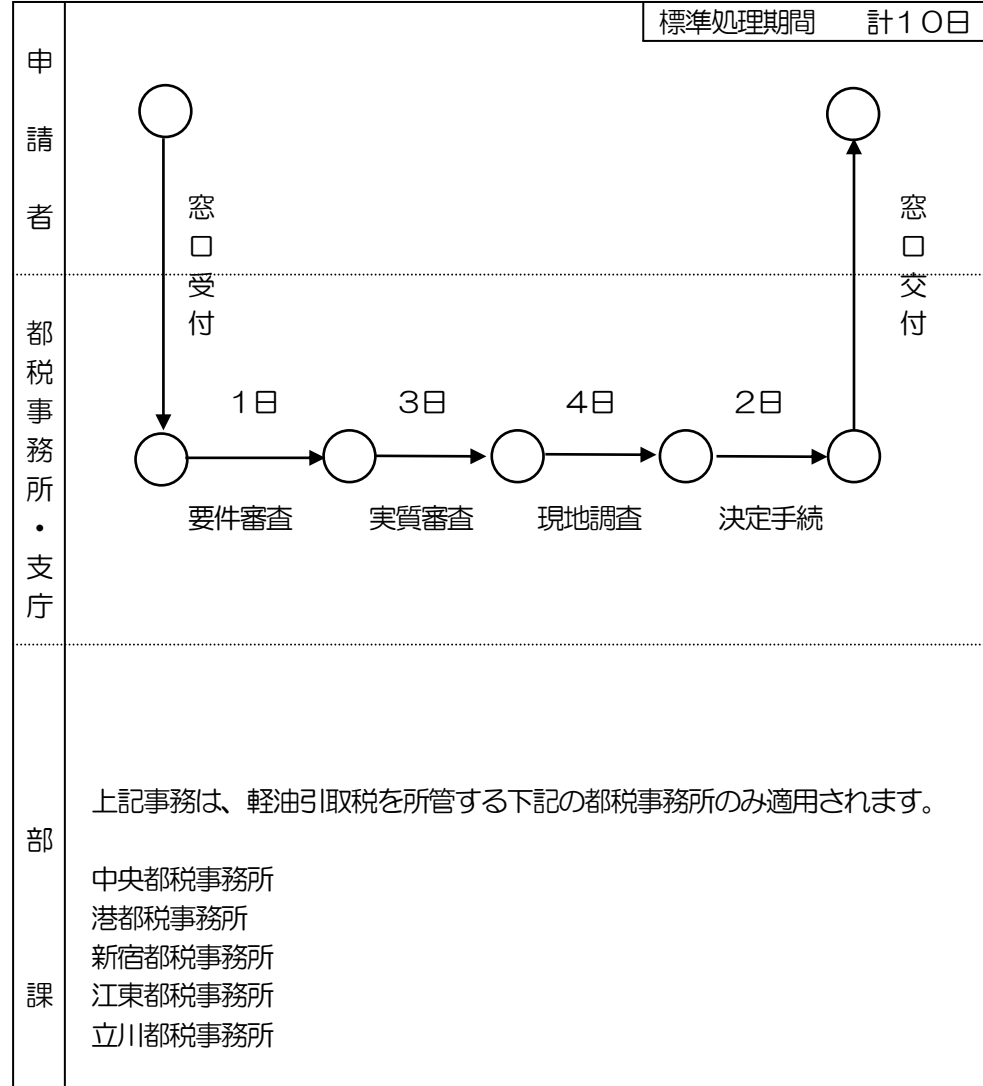 標準処理期間　計１０日
申請者
窓口受付
窓口交付
都税事務所・支庁
１日
３日
４日
２日
要件審査
実質審査
現地調査
決定手続
部課
上記事務は、軽油引取税を所管する下記の都税事務所のみ適用されます。
中央都税事務所
港都税事務所
新宿都税事務所
江東都税事務所
立川都税事務所